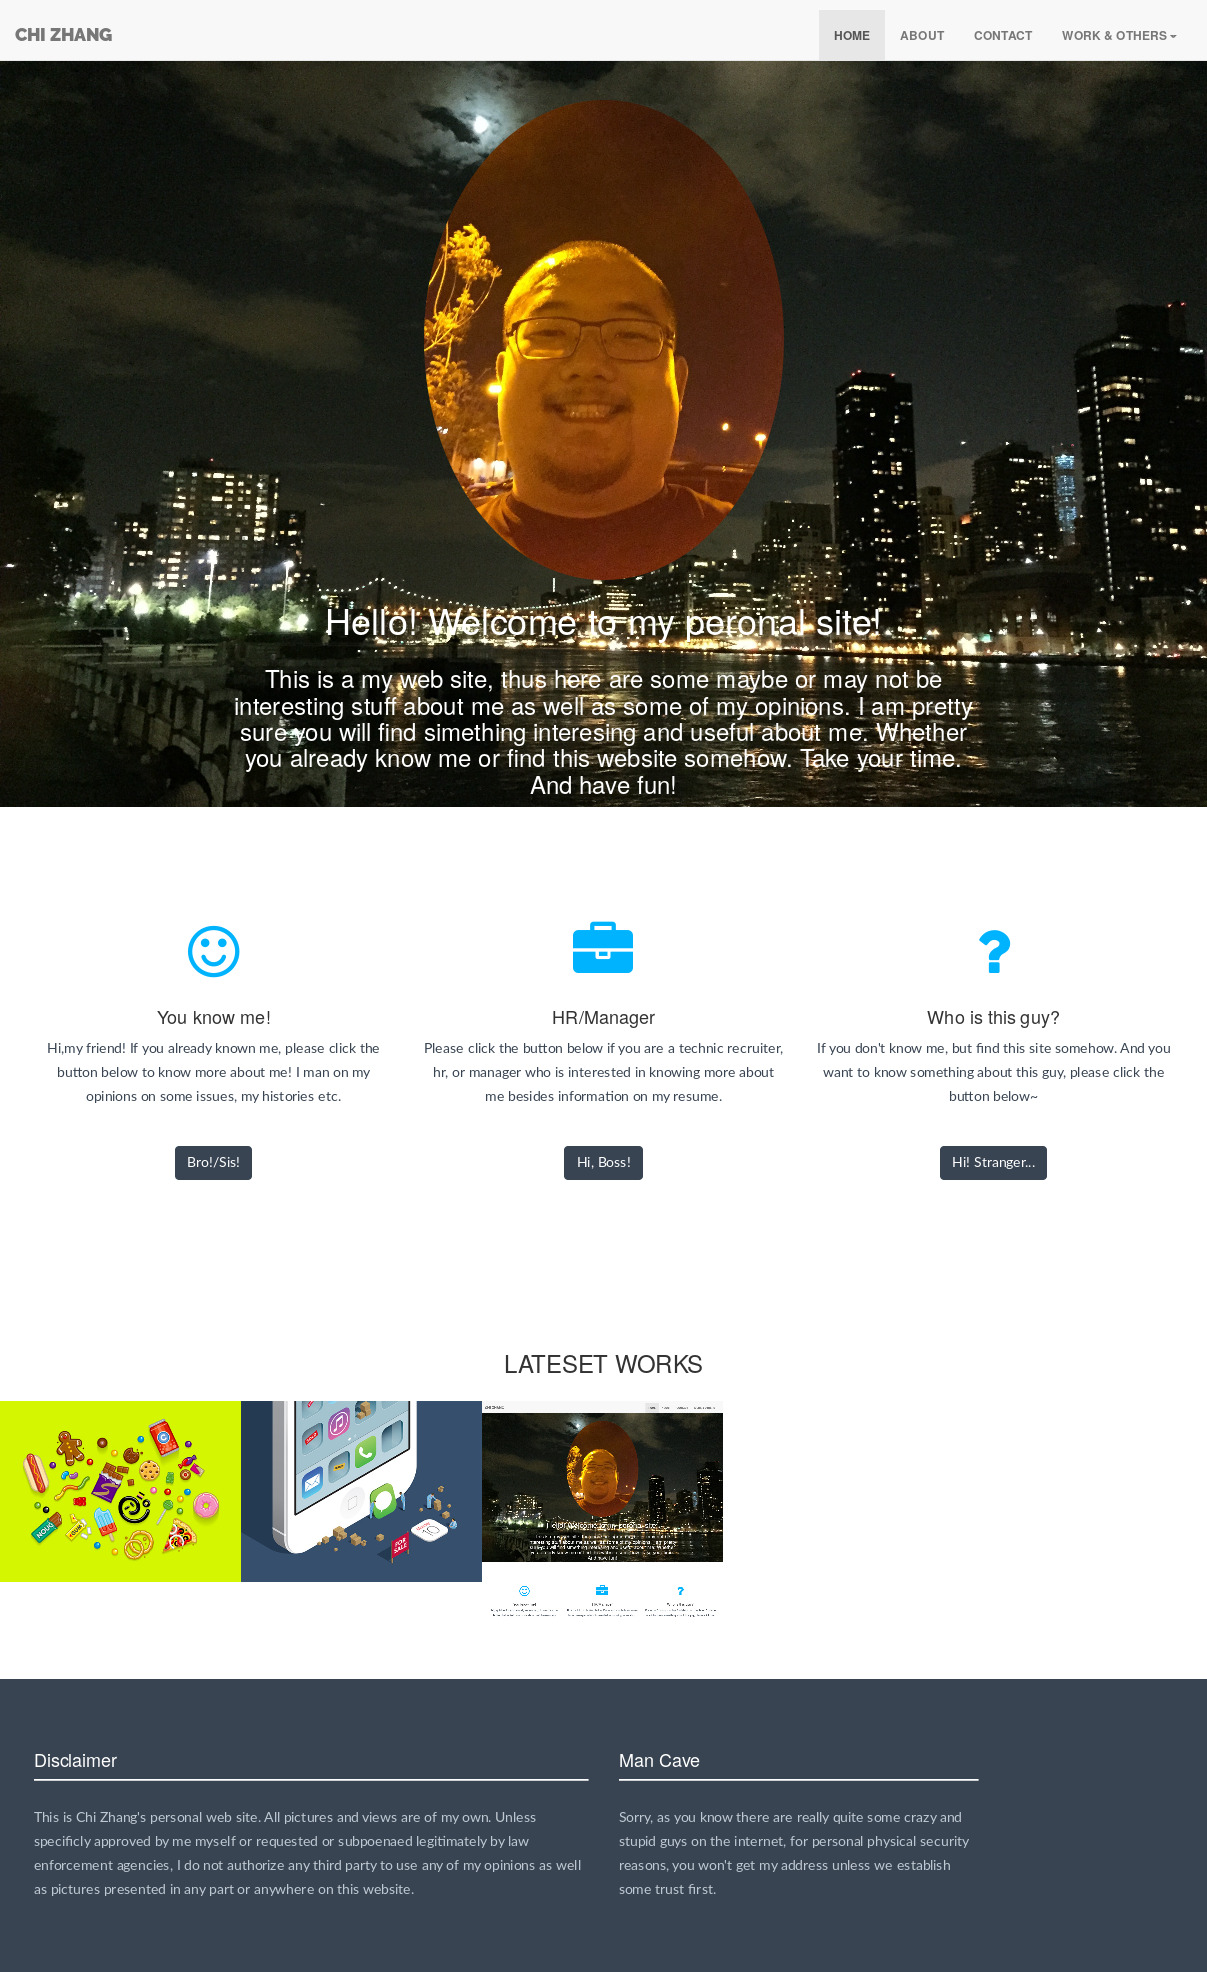 CHI ZHANG
HOME ABOUT CONTACT WORK & OTHERS
Hello! Welcome to my peronal site!
This is a my web site, thus here are some maybe or may not be
interesting stuff about me as well as some of my opinions. I am pretty
sure you will find simething interesing and useful about me. Whether
you already know me or find this website somehow. Take your time.
And have fun!
You know me!
Hi,my friend! If you already known me, please click the
button below to know more about me! I man on my
opinions on some issues, my histories etc.
Bro!/Sis!
HR/Manager
Please click the button below if you are a technic recruiter,
hr, or manager who is interested in knowing more about
me besides information on my resume.
Hi, Boss!
Who is this guy?
If you don't know me, but find this site somehow. And you
want to know something about this guy, please click the
button below~
Hi! Stranger...
LATESET WORKS
NOUG
SOUR
FOR SALE
Disclaimer
This is Chi Zhang's personal web site. All pictures and views are of my own. Unless
specificly approved by me myself or requested or subpoenaed legitimately by law
enforcement agencies, I do not authorize any third party to use any of my opinions as well
as pictures presented in any part or anywhere on this website.
Man Cave
Sorry, as you know there are really quite some crazy and
stupid guys on the internet, for personal physical security
reasons, you won't get my address unless we establish
some trust first.